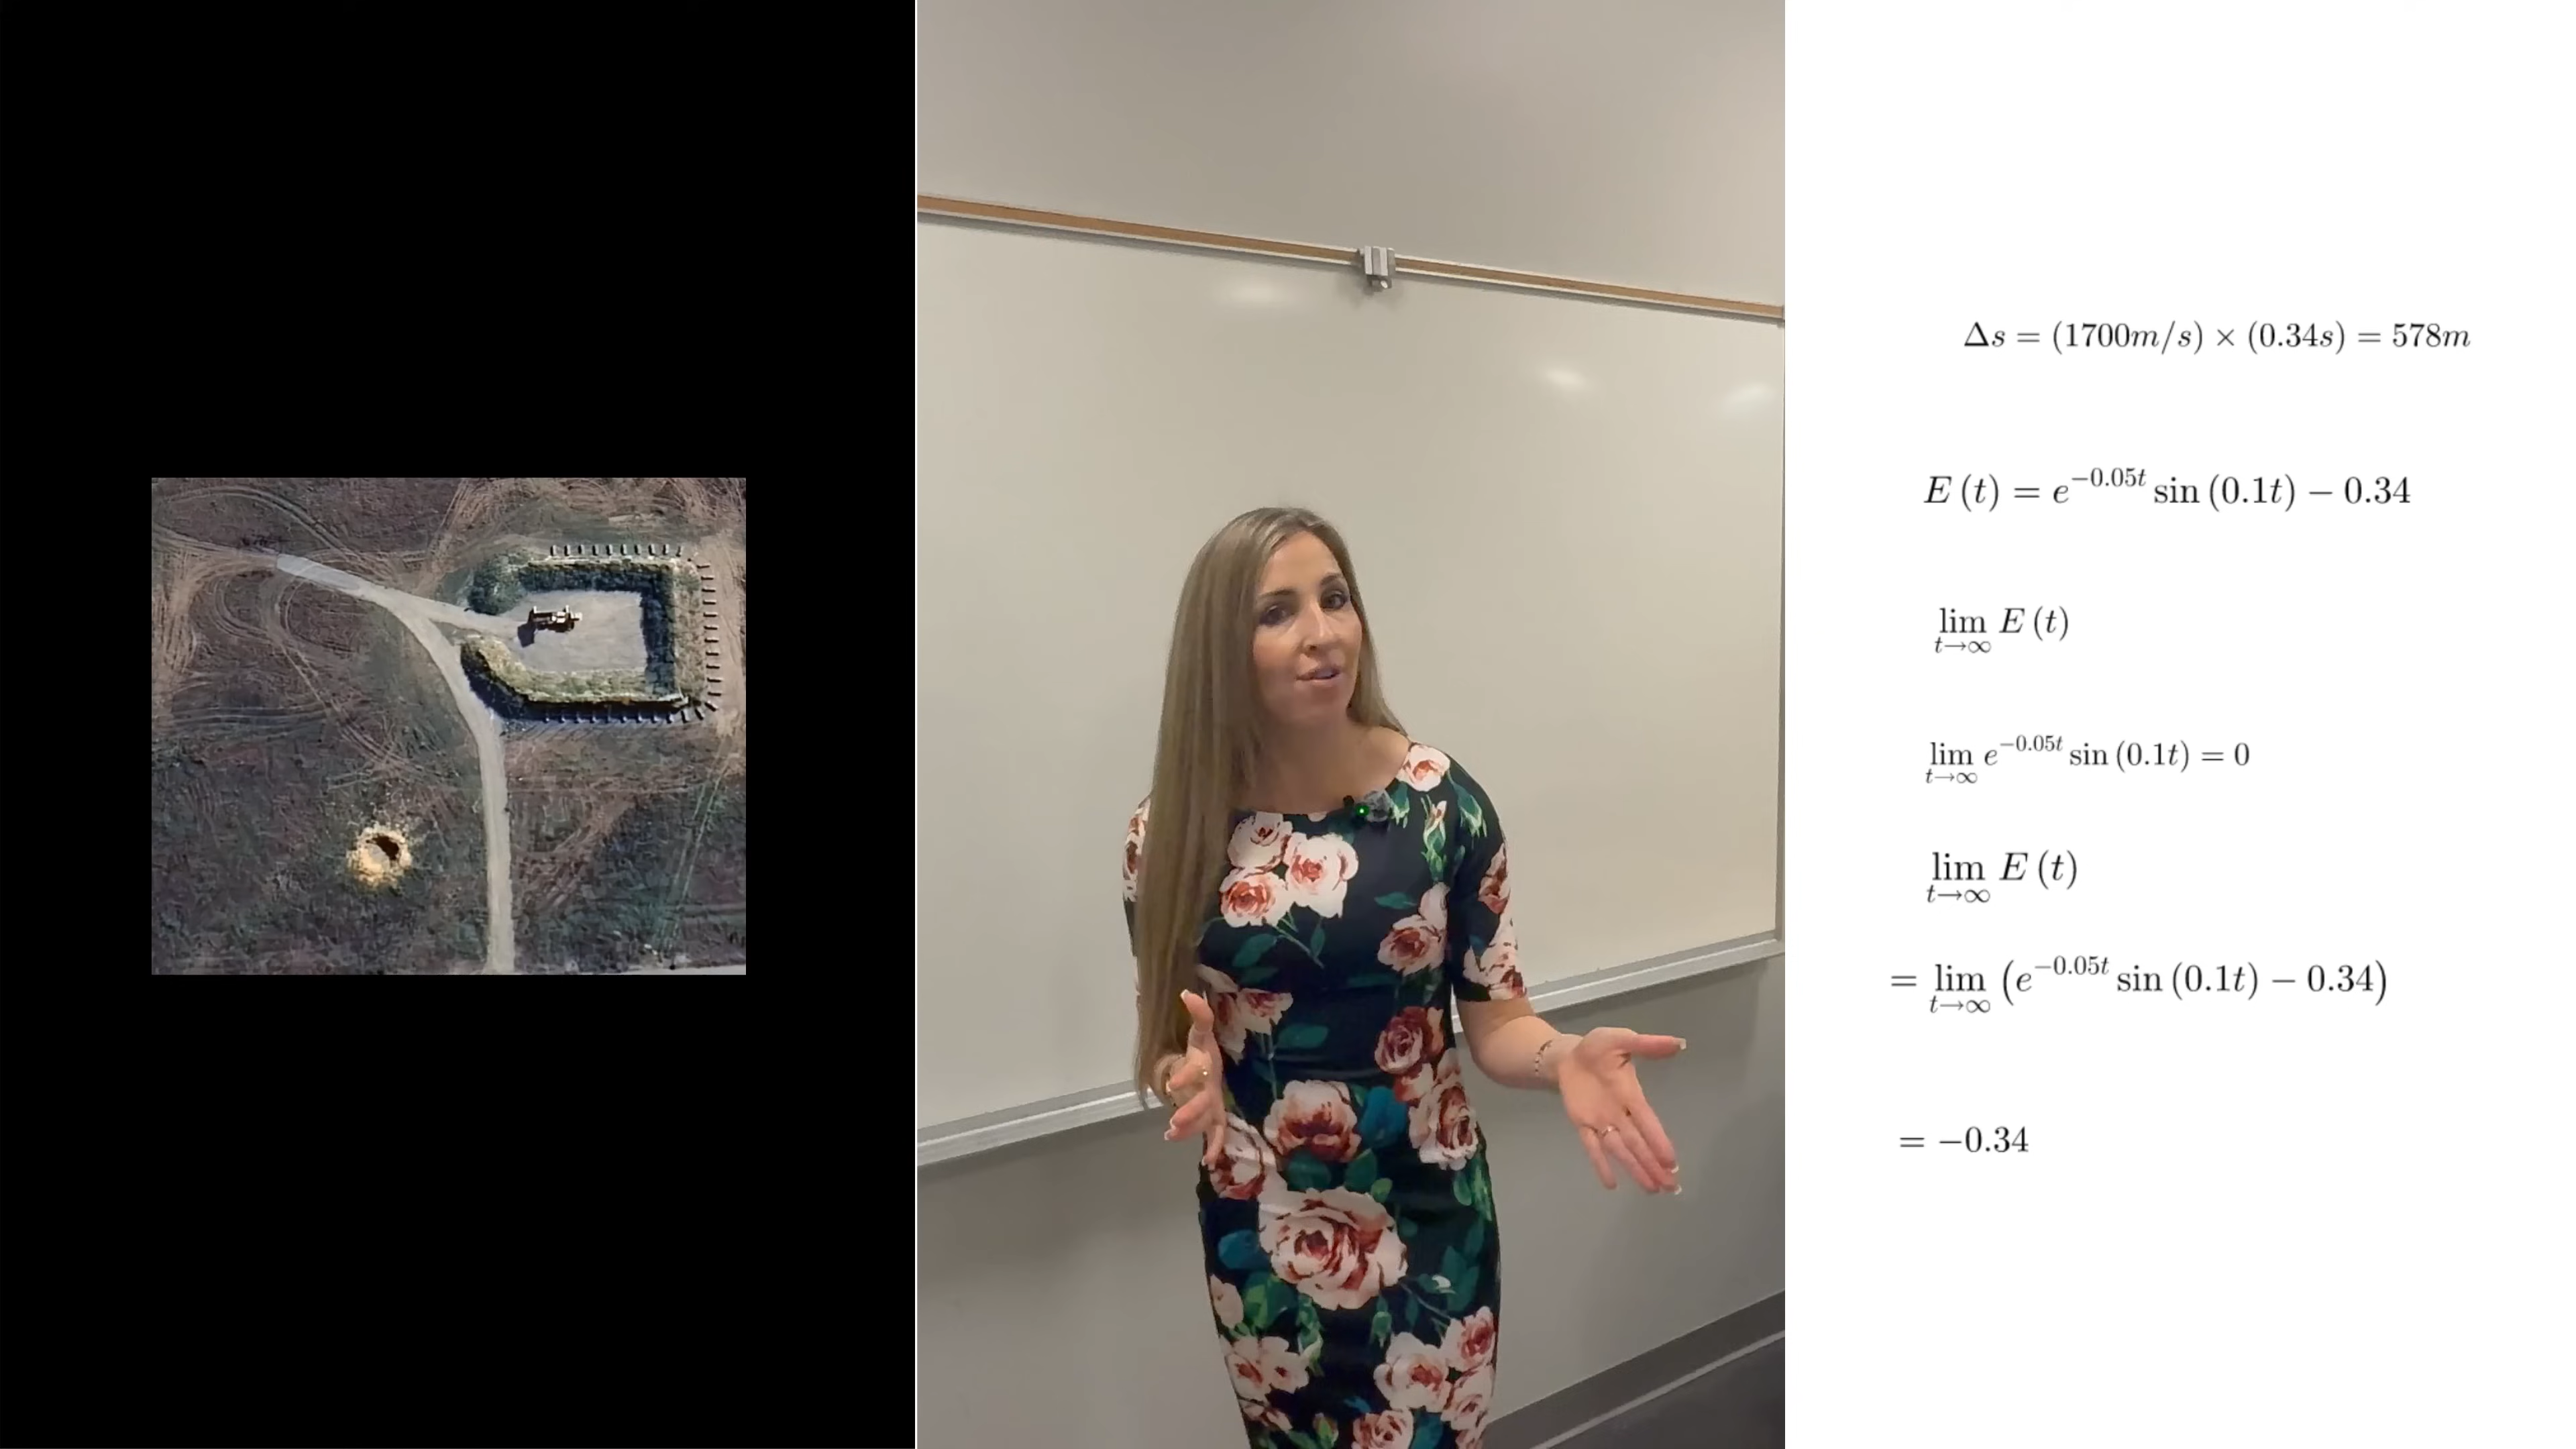 Δs = (1700m/s) × (0.34s) = 578m
E (t) = e^{−0.05t} sin (0.1t) − 0.34
lim_{t→∞} E (t)
lim_{t→∞} e^{−0.05t} sin (0.1t) = 0
lim_{t→∞} E (t)
= lim_{t→∞} (e^{−0.05t} sin (0.1t) − 0.34)
= −0.34